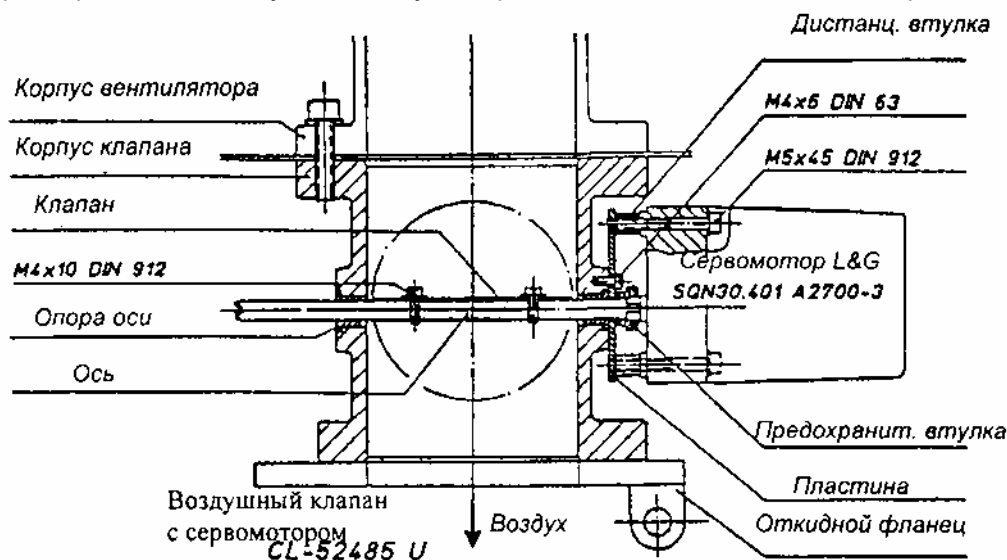 Дистанц. втулка
Корпус вентилятора
M4x6 DIN 63
Корпус клапана
M5x45 DIN 912
Клапан
Сервомотор L&G
SQN30.401 A2700-3
M4x10 DIN 912
Опора оси
Ось
Предохранит. втулка
Пластина
Воздушный клапан
с сервомотором
Воздух
Откидной фланец
CL-52485 U